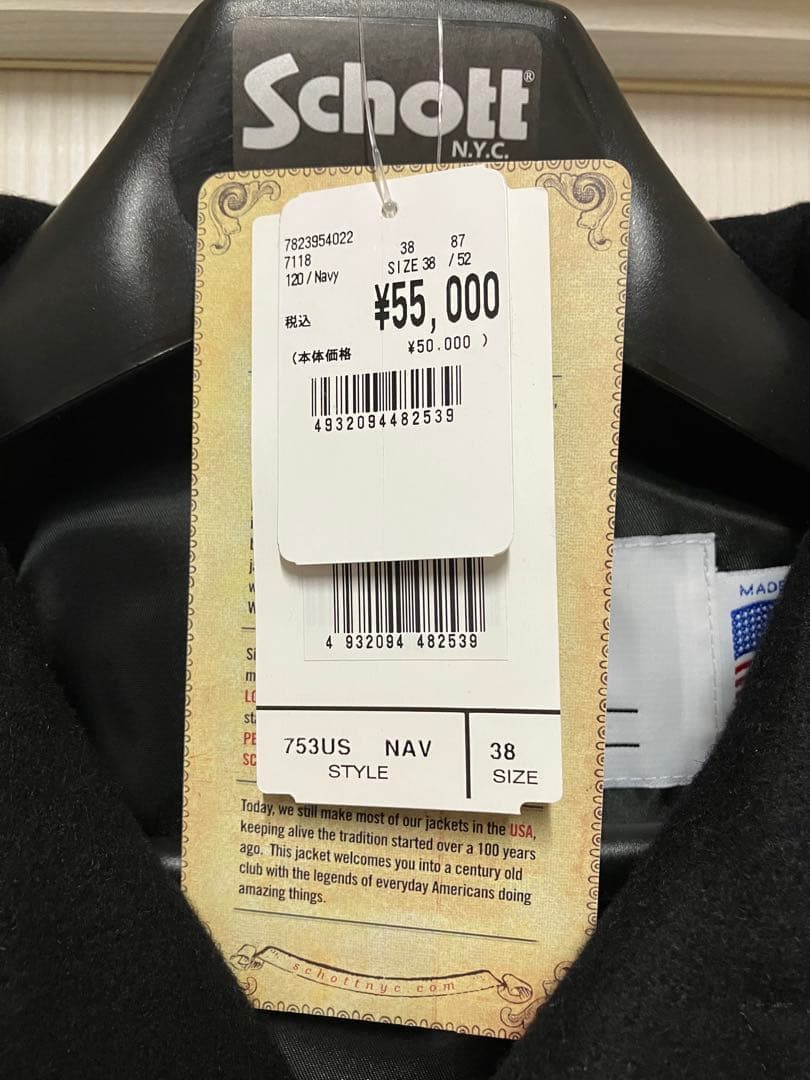 Schott®
N.Y.C.
7823954022
7118
120/Navy
38 87
SIZE 38 /52
税込 ¥55,000
(本体価格 ¥50.000 )
4932094482539
4 932094 482539
753US NAV
STYLE
38
SIZE
MADE
Today, we still make most of our jackets in the USA,
keeping alive the tradition started over a 100 years
ago. This jacket welcomes you into a century old
club with the legends of everyday Americans doing
amazing things.
schottnyc.com